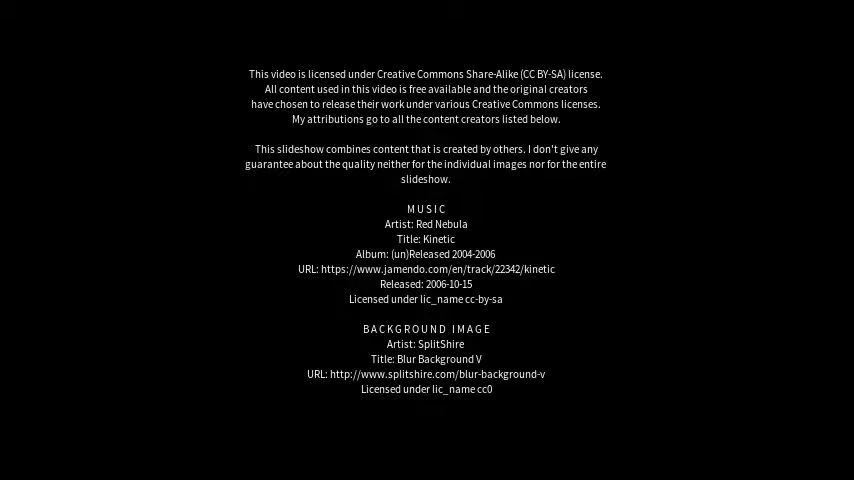 This video is licensed under Creative Commons Share-Alike (CC BY-SA) license.
All content used in this video is free available and the original creators
have chosen to release their work under various Creative Commons licenses.
My attributions go to all the content creators listed below.
This slideshow combines content that is created by others. I don't give any
guarantee about the quality neither for the individual images nor for the entire
slideshow.
MUSIC
Artist: Red Nebula
Title: Kinetic
Album: (un)Released 2004-2006
URL: https://www.jamendo.com/en/track/22342/kinetic
Released: 2006-10-15
Licensed under lic_name cc-by-sa
BACKGROUND IMAGE
Artist: SplitShire
Title: Blur Background V
URL: http://www.splitshire.com/blur-background-v
Licensed under lic_name cc0